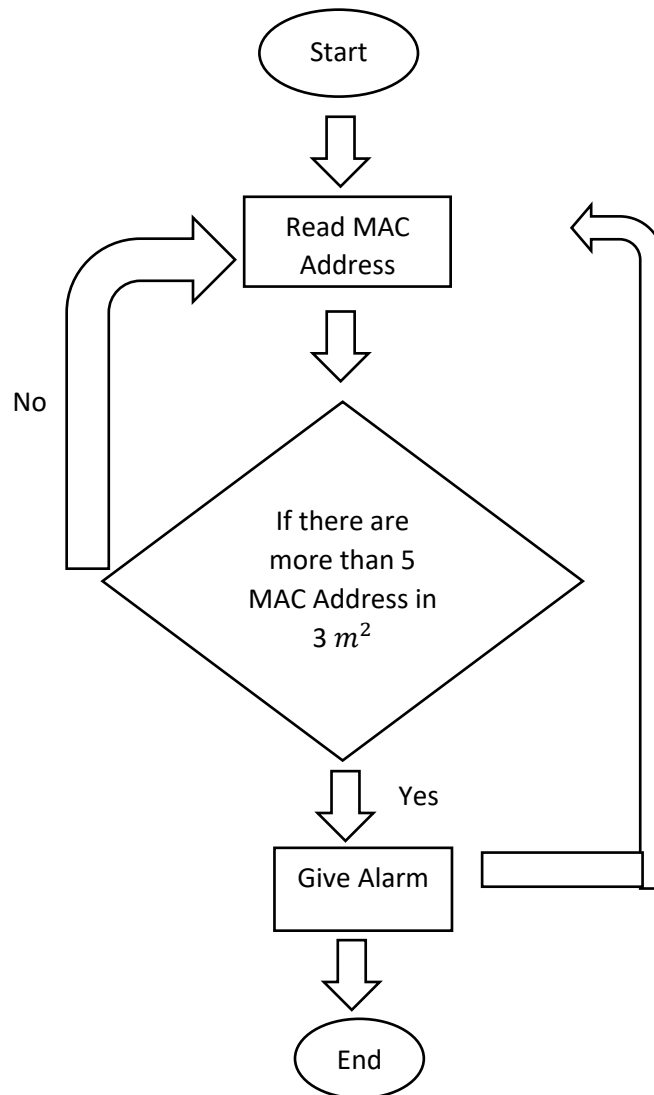 Start
Read MAC
Address
No
If there are
more than 5
MAC Address in
3 m²
Yes
Give Alarm
End